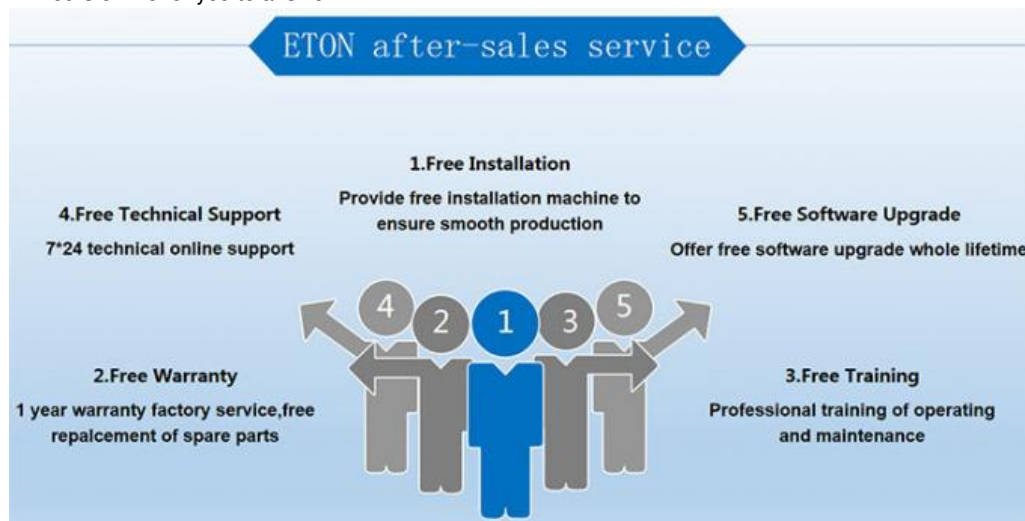 ETON after-sales service
1.Free Installation
Provide free installation machine to
ensure smooth production
4.Free Technical Support
7*24 technical online support
5.Free Software Upgrade
Offer free software upgrade whole lifetime
4
2
1
3
5
2.Free Warranty
1 year warranty factory service,free
repalcement of spare parts
3.Free Training
Professional training of operating
and maintenance